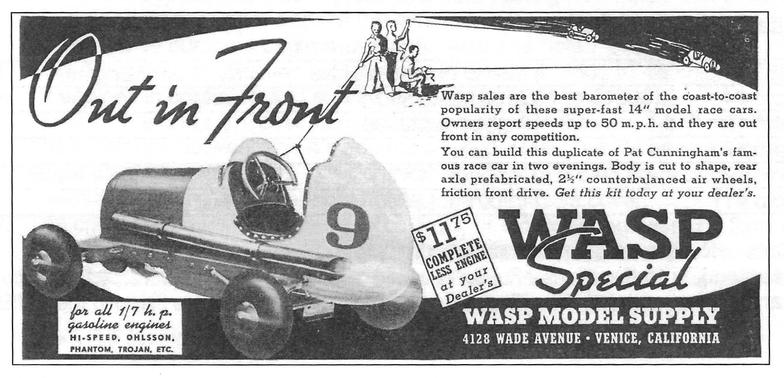 Out in Front
Wasp sales are the best barometer of the coast-to-coast
popularity of these super-fast 14" model race cars.
Owners report speeds up to 50 m.p.h. and they are out
front in any competition.
You can build this duplicate of Pat Cunningham's fam-
ous race car in two evenings. Body is cut to shape, rear
axle prefabricated, 2½" counterbalanced air wheels,
friction front drive. Get this kit today at your dealer's.
9
$11.75
COMPLETE
LESS ENGINE
at your
Dealer's
WASP
Special
for all 1/7 h. p.
gasoline engines
HI-SPEED, OHLSSON,
PHANTOM, TROJAN, ETC.
WASP MODEL SUPPLY
4128 WADE AVENUE • VENICE, CALIFORNIA